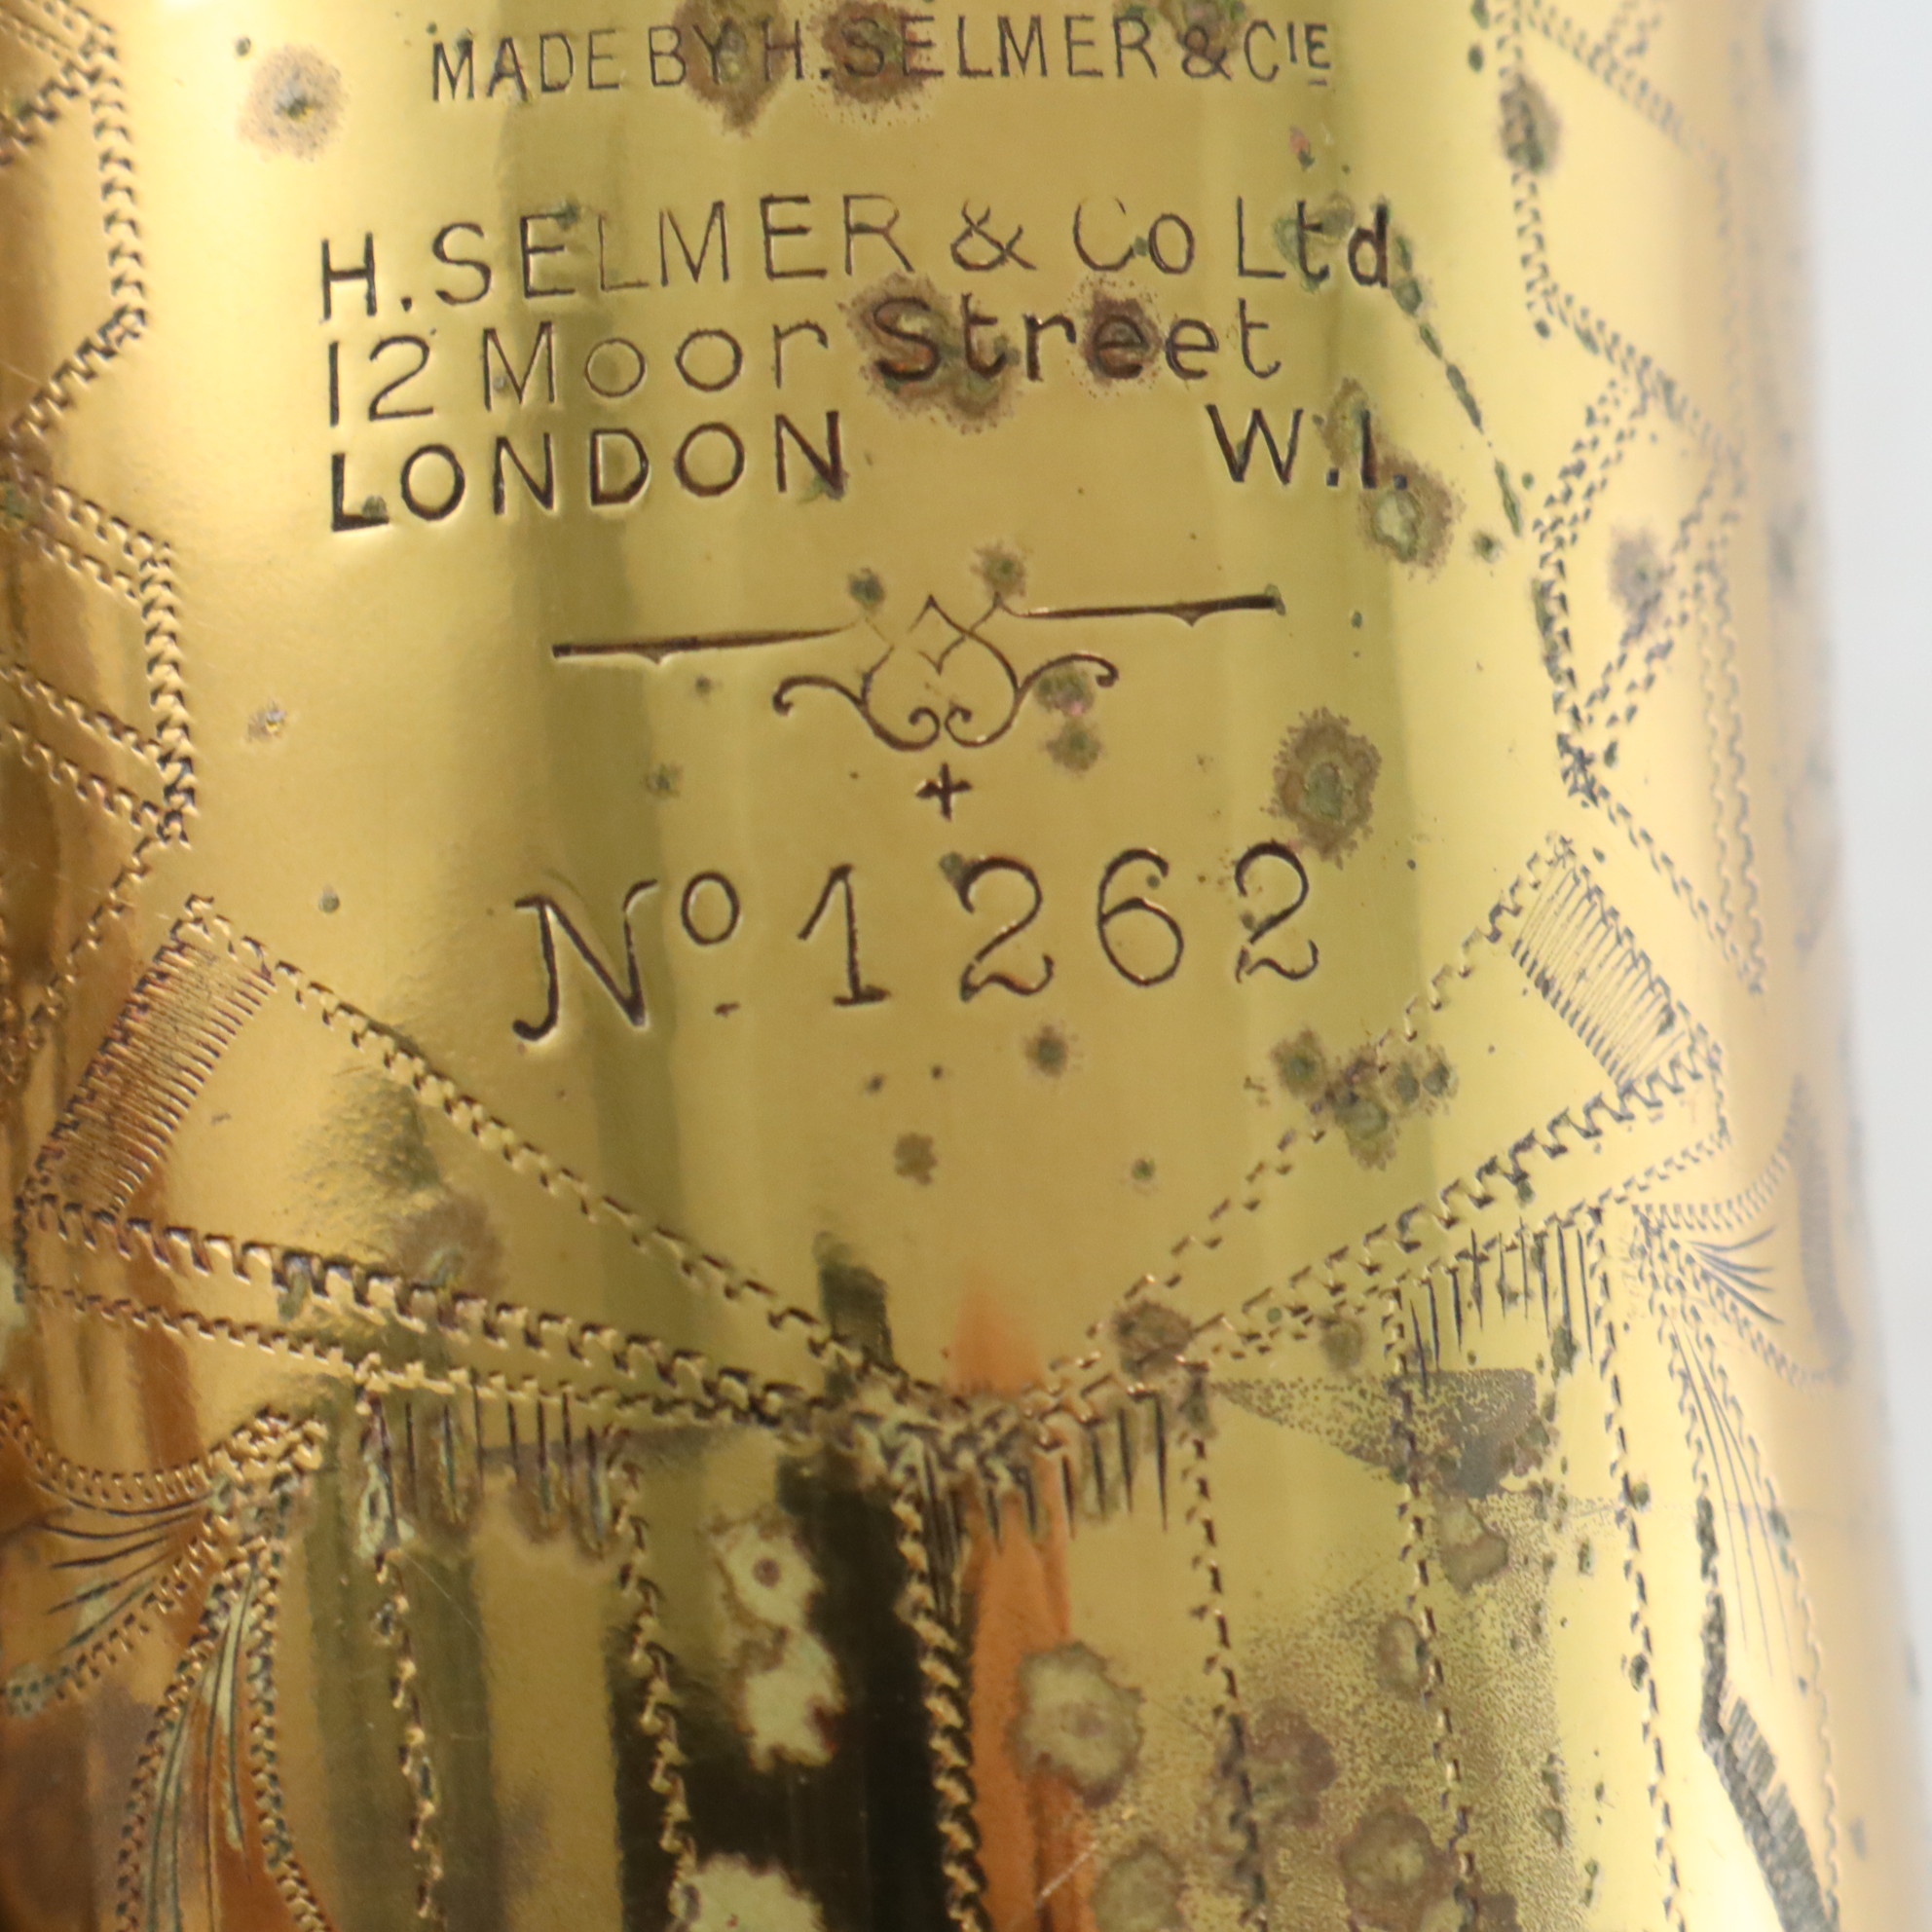 MADE BY H. SELMER & CIE
H. SELMER & Co Ltd
12 Moor Street
LONDON W.1.
No 1262